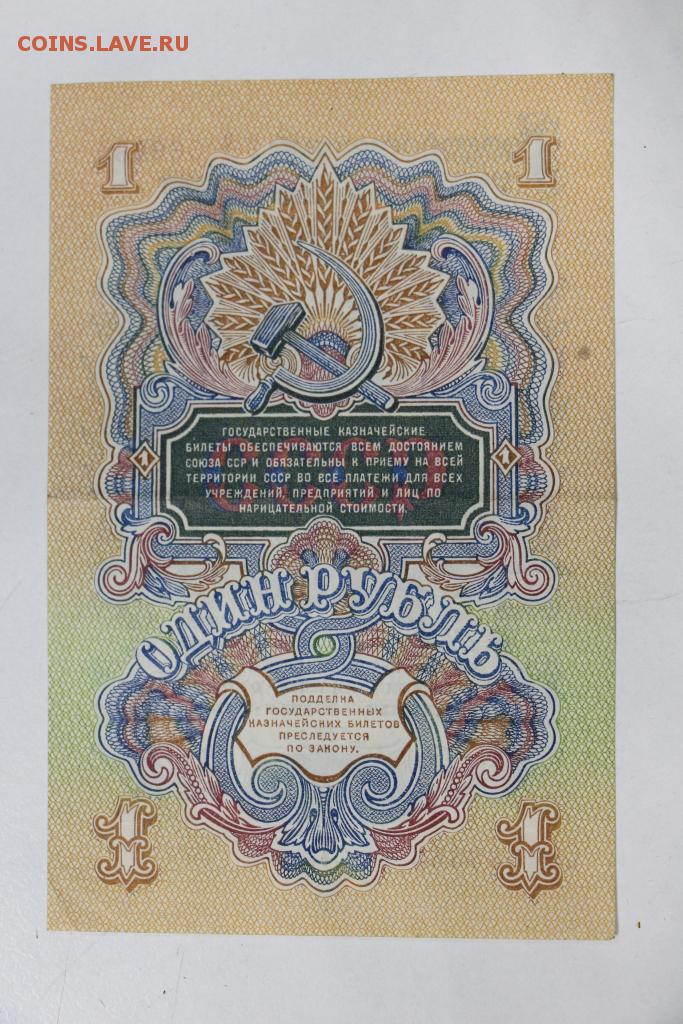 COINS.LAVE.RU
1 1
ГОСУДАРСТВЕННЫЕ КАЗНАЧЕЙСКИЕ
БИЛЕТЫ ОБЕСПЕЧИВАЮТСЯ ВСЕМ ДОСТОЯНИЕМ
СОЮЗА ССР И ОБЯЗАТЕЛЬНЫ К ПРИЕМУ НА ВСЕЙ
ТЕРРИТОРИИ СССР ВО ВСЕ ПЛАТЕЖИ ДЛЯ ВСЕХ
УЧРЕЖДЕНИЙ, ПРЕДПРИЯТИЙ И ЛИЦ ПО
НАРИЦАТЕЛЬНОЙ СТОИМОСТИ.
1 1
СССР
ОДИН РУБЛЬ
ПОДДЕЛКА
ГОСУДАРСТВЕННЫХ
КАЗНАЧЕЙСКИХ БИЛЕТОВ
ПРЕСЛЕДУЕТСЯ
ПО ЗАКОНУ.
1 1